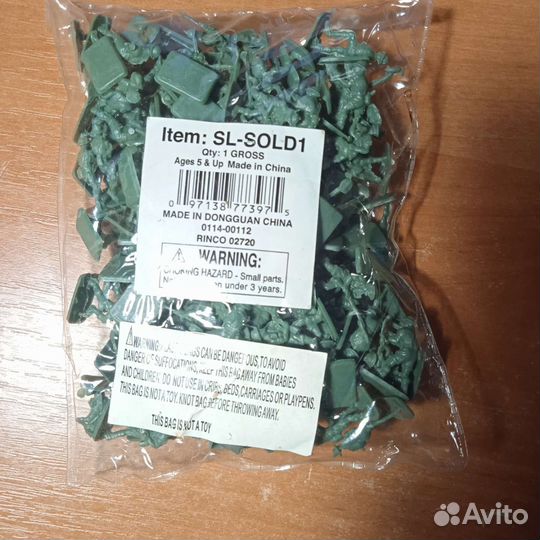 Item: SL-SOLD1
Qty: 1 GROSS
Ages 5 & Up Made in China
0 97138 77397 5
MADE IN DONGGUAN CHINA
0114-00112
RINCO 02720
WARNING:
CHOKING HAZARD - Small parts.
under 3 years.
WARNING: CAN BE DANGEROUS, TO AVOID
DANGER OF SUFFOCATION, KEEP THIS BAG AWAY FROM BABIES
AND CHILDREN. DO NOT USE IN CRIBS, BEDS, CARRIAGES OR PLAYPENS.
THIS BAG IS NOT A TOY. KNOT BAG BEFORE THROWING AWAY.
THIS BAG IS NOT A TOY
Avito